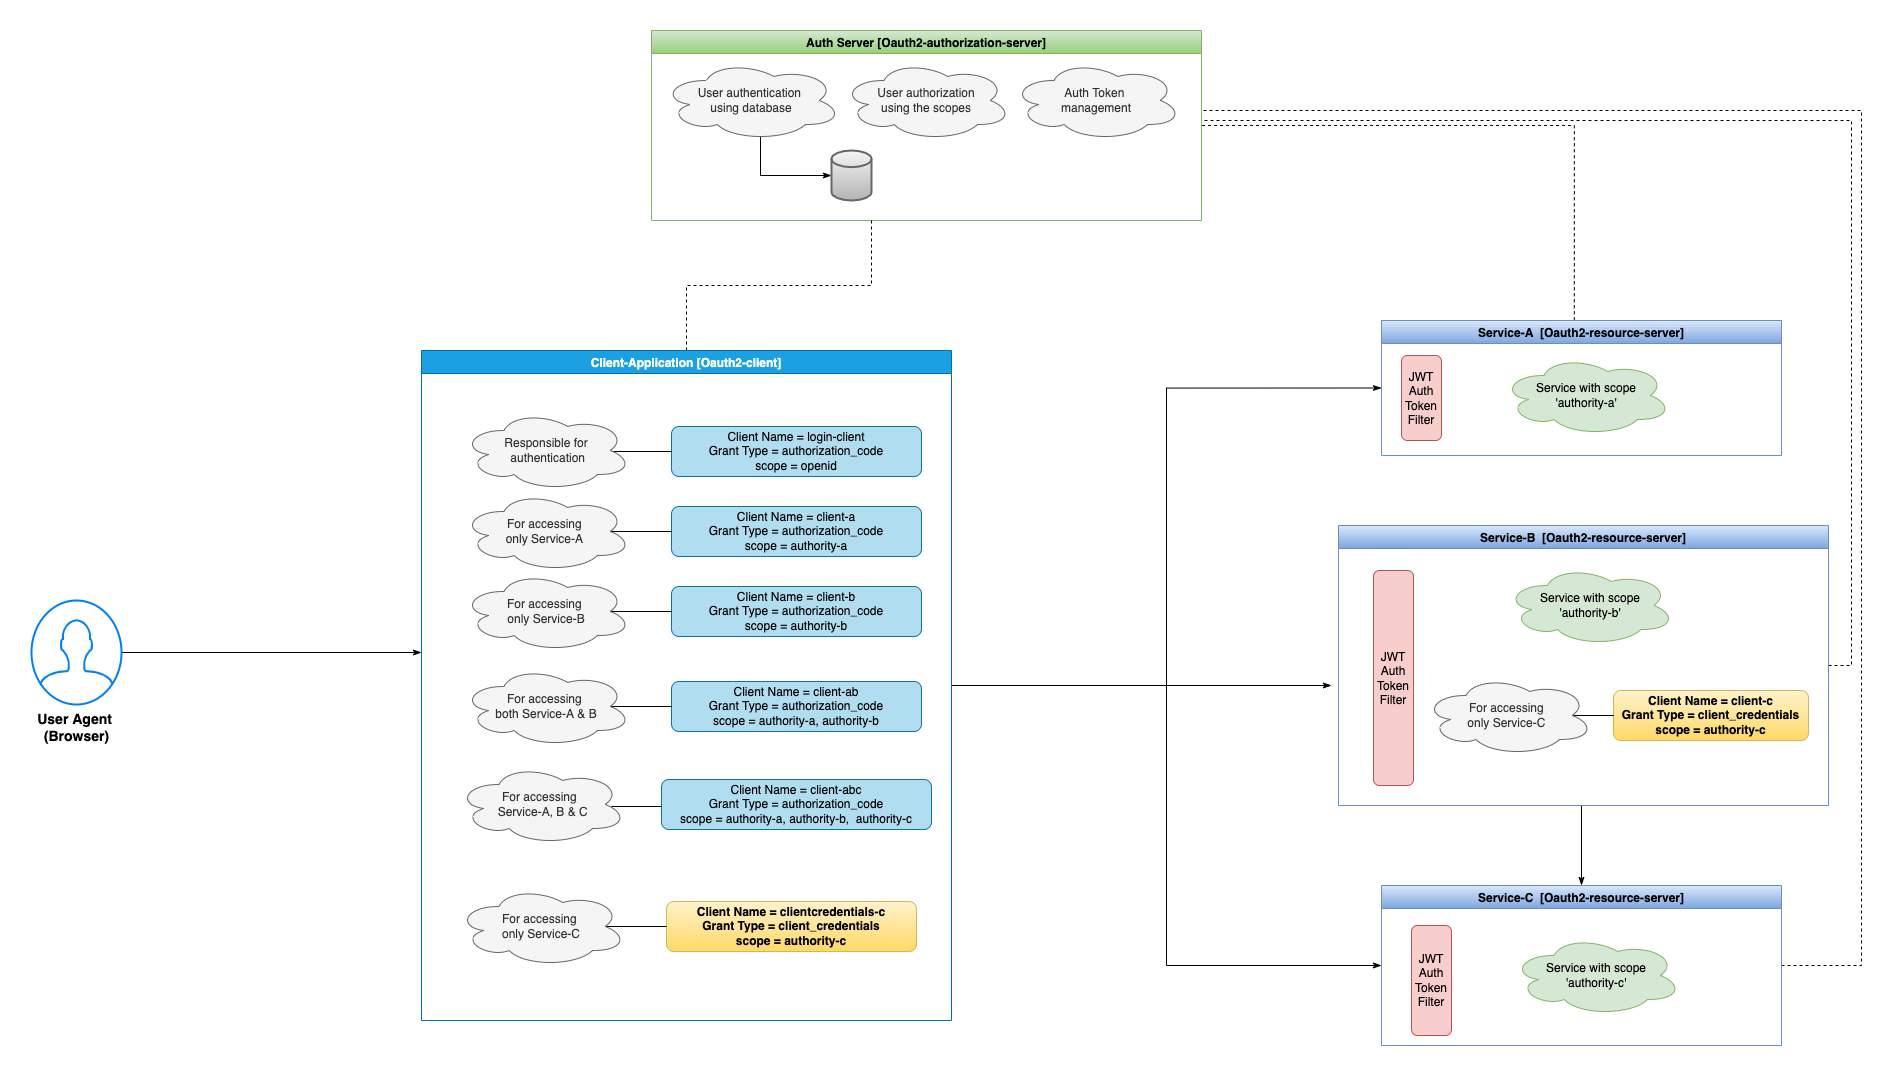 Auth Server [Oauth2-authorization-server]
User authentication
using database
User authorization
using the scopes
Auth Token
management
Client-Application [Oauth2-client]
Responsible for
authentication
Client Name = login-client
Grant Type = authorization_code
scope = openid
For accessing
only Service-A
Client Name = client-a
Grant Type = authorization_code
scope = authority-a
For accessing
only Service-B
Client Name = client-b
Grant Type = authorization_code
scope = authority-b
For accessing
both Service-A & B
Client Name = client-ab
Grant Type = authorization_code
scope = authority-a, authority-b
For accessing
Service-A, B & C
Client Name = client-abc
Grant Type = authorization_code
scope = authority-a, authority-b,  authority-c
For accessing
only Service-C
Client Name = clientcredentials-c
Grant Type = client_credentials
scope = authority-c
User Agent
(Browser)
Service-A  [Oauth2-resource-server]
JWT
Auth
Token
Filter
Service with scope
'authority-a'
Service-B  [Oauth2-resource-server]
Service with scope
'authority-b'
JWT
Auth
Token
Filter
For accessing
only Service-C
Client Name = client-c
Grant Type = client_credentials
scope = authority-c
Service-C  [Oauth2-resource-server]
JWT
Auth
Token
Filter
Service with scope
'authority-c'